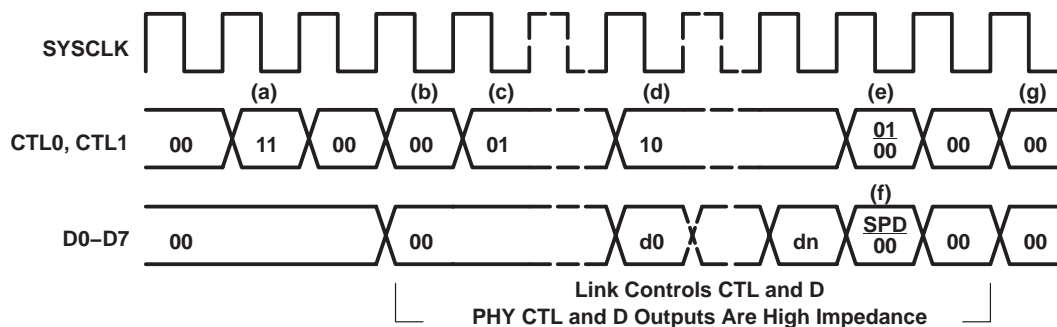 SYSCLK
(a) (b) (c) (d) (e) (g)
CTL0, CTL1 00 11 00 00 01 10 01 00 00 00
(f)
D0–D7 00 00 d0 dn SPD 00 00 00
Link Controls CTL and D
PHY CTL and D Outputs Are High Impedance